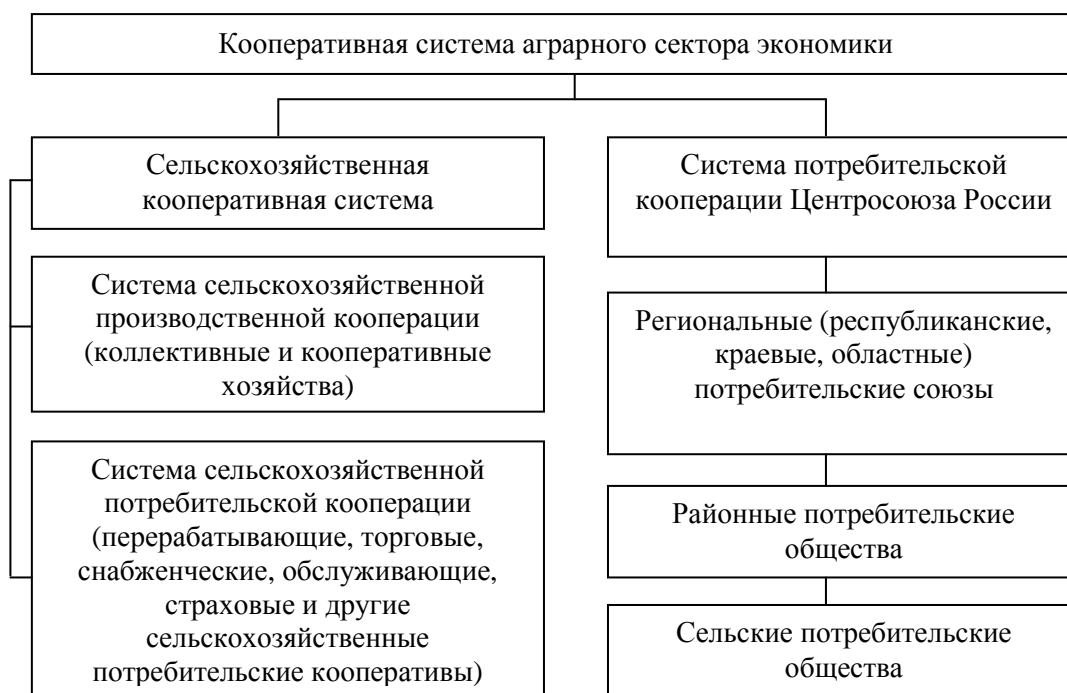 Кооперативная система аграрного сектора экономики
Сельскохозяйственная
кооперативная система
Система сельскохозяйственной
производственной кооперации
(коллективные и кооперативные
хозяйства)
Система сельскохозяйственной
потребительской кооперации
(перерабатывающие, торговые,
снабженческие, обслуживающие,
страховые и другие
сельскохозяйственные
потребительские кооперативы)
Система потребительской
кооперации Центросоюза России
Региональные (республиканские,
краевые, областные)
потребительские союзы
Районные потребительские
общества
Сельские потребительские
общества